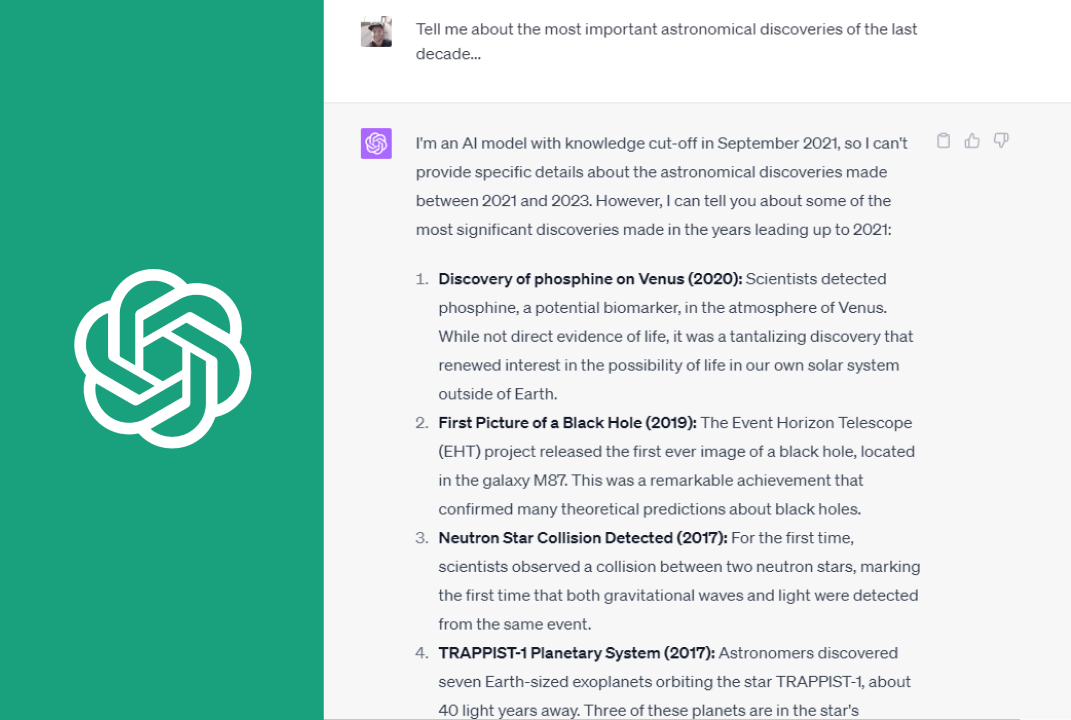 Tell me about the most important astronomical discoveries of the last
decade...
I'm an AI model with knowledge cut-off in September 2021, so I can't
provide specific details about the astronomical discoveries made
between 2021 and 2023. However, I can tell you about some of the
most significant discoveries made in the years leading up to 2021:
1. Discovery of phosphine on Venus (2020): Scientists detected
phosphine, a potential biomarker, in the atmosphere of Venus.
While not direct evidence of life, it was a tantalizing discovery that
renewed interest in the possibility of life in our own solar system
outside of Earth.
2. First Picture of a Black Hole (2019): The Event Horizon Telescope
(EHT) project released the first ever image of a black hole, located
in the galaxy M87. This was a remarkable achievement that
confirmed many theoretical predictions about black holes.
3. Neutron Star Collision Detected (2017): For the first time,
scientists observed a collision between two neutron stars, marking
the first time that both gravitational waves and light were detected
from the same event.
4. TRAPPIST-1 Planetary System (2017): Astronomers discovered
seven Earth-sized exoplanets orbiting the star TRAPPIST-1, about
40 light years away. Three of these planets are in the star's